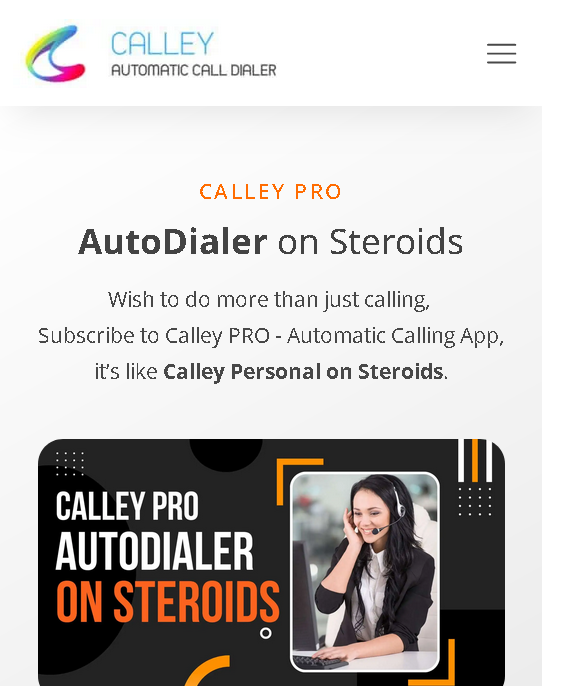 CALLEY
AUTOMATIC CALL DIALER
CALLEY PRO
AutoDialer on Steroids
Wish to do more than just calling,
Subscribe to Calley PRO - Automatic Calling App,
it's like Calley Personal on Steroids.
CALLEY PRO
AUTODIALER
ON STEROIDS